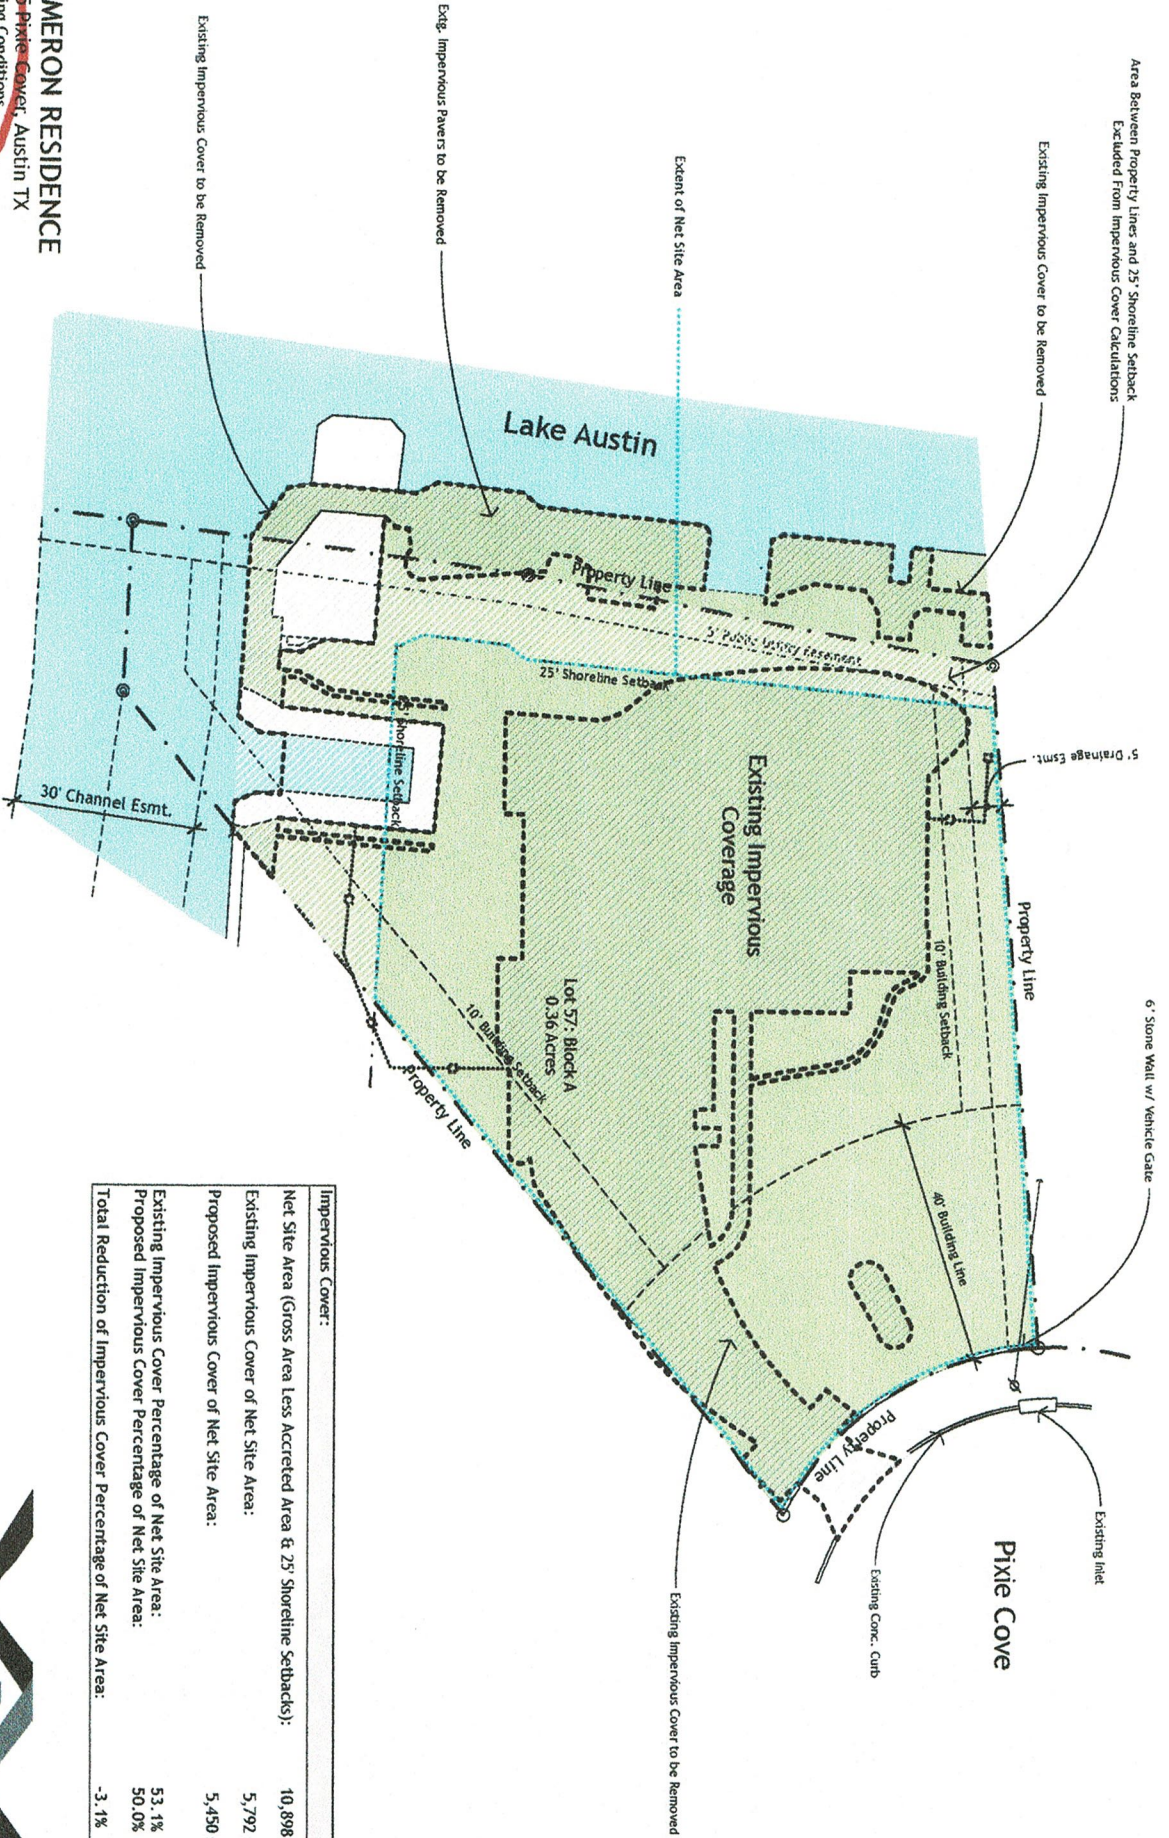 MERON RESIDENCE
Pixie Cover, Austin TX
Conditions
Area Between Property Lines and 25' Shoreline Setback
Excluded From Impervious Cover Calculations
Existing Impervious Cover to be Removed
Extent of Net Site Area
Extg. Impervious Pavers to be Removed
Existing Impervious Cover to be Removed
Lake Austin
Property Line
5' Public Utility Easement
25' Shoreline Setback
Shoreline Setback
30' Channel Esmt.
5' Drainage Esmt.
Existing Impervious
Coverage
Property Line
10' Building Setback
Lot 57: Block A
0.36 Acres
10' Building Setback
Property Line
6' Stone Wall w/ Vehicle Gate
40' Building Line
Property Line
Existing Inlet
Pixie Cove
Existing Conc. Curb
Existing Impervious Cover to be Removed
Impervious Cover:
Net Site Area (Gross Area Less Accreted Area & 25' Shoreline Setbacks): 10,898
Existing Impervious Cover of Net Site Area: 5,792
Proposed Impervious Cover of Net Site Area: 5,450
Existing Impervious Cover Percentage of Net Site Area: 53.1%
Proposed Impervious Cover Percentage of Net Site Area: 50.0%
Total Reduction of Impervious Cover Percentage of Net Site Area: -3.1%